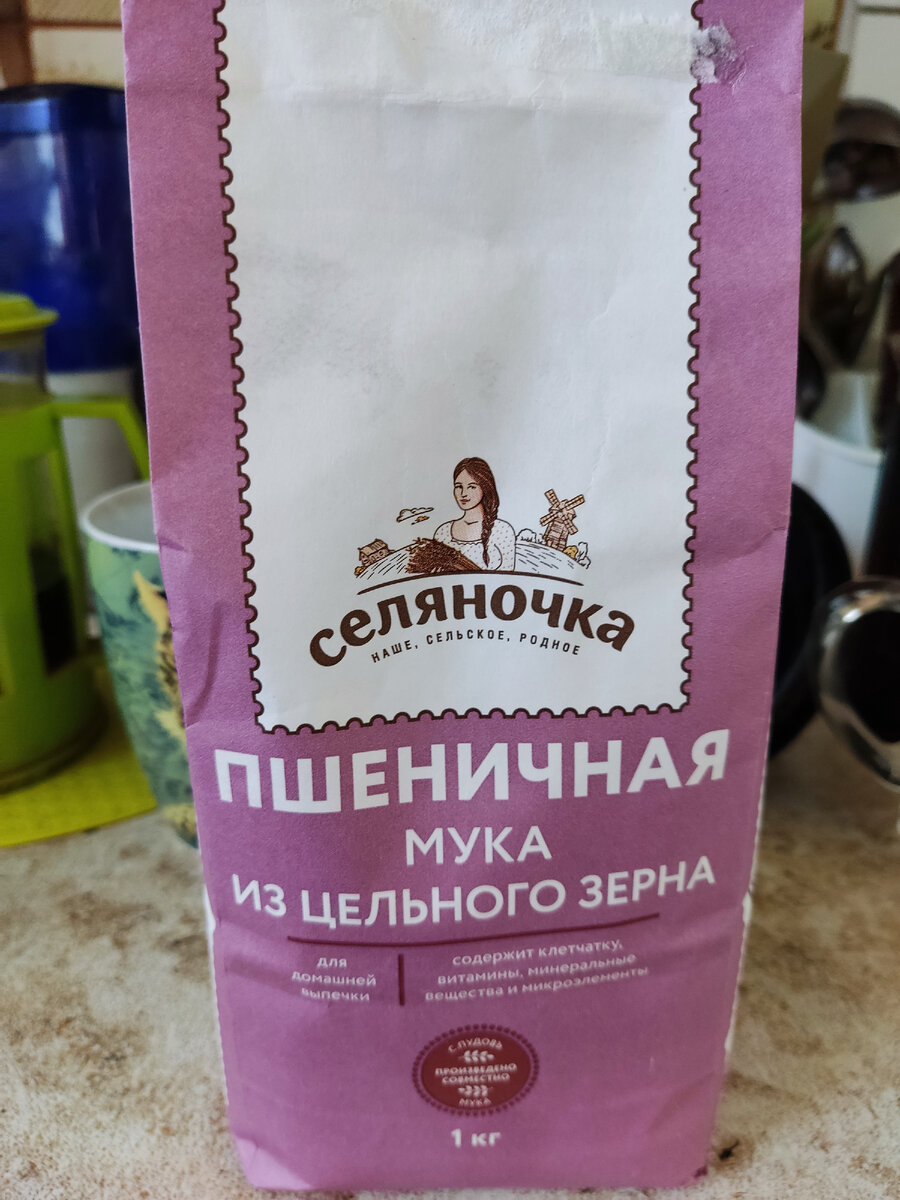 селяночка
НАШЕ, СЕЛЬСКОЕ, РОДНОЕ
ПШЕНИЧНАЯ
МУКА
ИЗ ЦЕЛЬНОГО ЗЕРНА
для
домашней
выпечки
содержит клетчатку,
витамины, минеральные
вещества и микроэлементы
С.ПУДОВЪ
ПРОИЗВЕДЕНО
СОВМЕСТНО
МУКА
1 кг